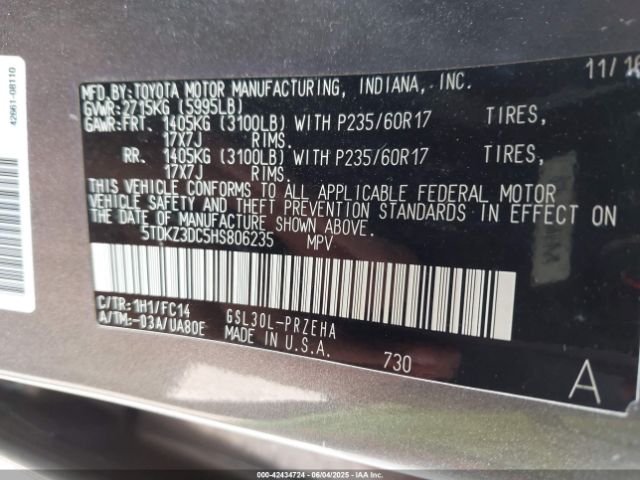 42661-08110
11/16
MFD.BY:TOYOTA MOTOR MANUFACTURING, INDIANA, INC.
GVWR:2715KG (5995LB)
GAWR:FRT. 1405KG (3100LB) WITH P235/60R17 TIRES,
17X7J RIMS.
RR. 1405KG (3100LB) WITH P235/60R17 TIRES,
17X7J RIMS.
THIS VEHICLE CONFORMS TO ALL APPLICABLE FEDERAL MOTOR
VEHICLE SAFETY AND THEFT PREVENTION STANDARDS IN EFFECT ON
THE DATE OF MANUFACTURE SHOWN ABOVE.
5TDKZ3DC5HS806235 MPV
C/TR:1H1/FC14 GSL30L-PRZEHA
A/TM:-03A/UA80E MADE IN U.S.A.
730
A
00-42434724 - 06/04/2025 - IAA